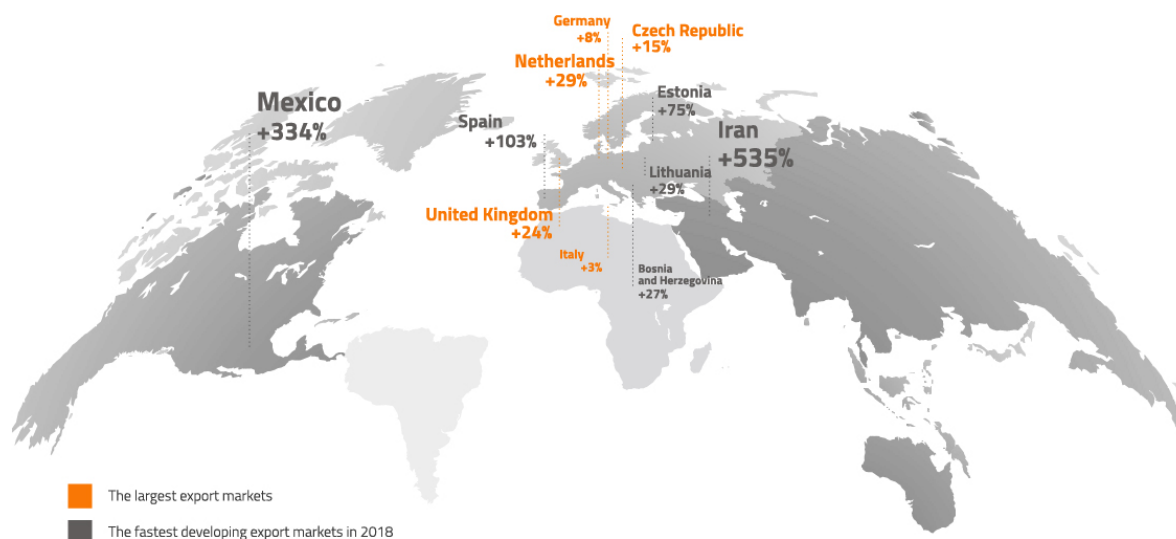 Germany
+8%
Czech Republic
+15%
Netherlands
+29%
Mexico
+334%
Estonia
+75%
Spain
+103%
Iran
+535%
Lithuania
+29%
United Kingdom
+24%
Italy
+3%
Bosnia
and Herzegovina
+27%
The largest export markets
The fastest developing export markets in 2018